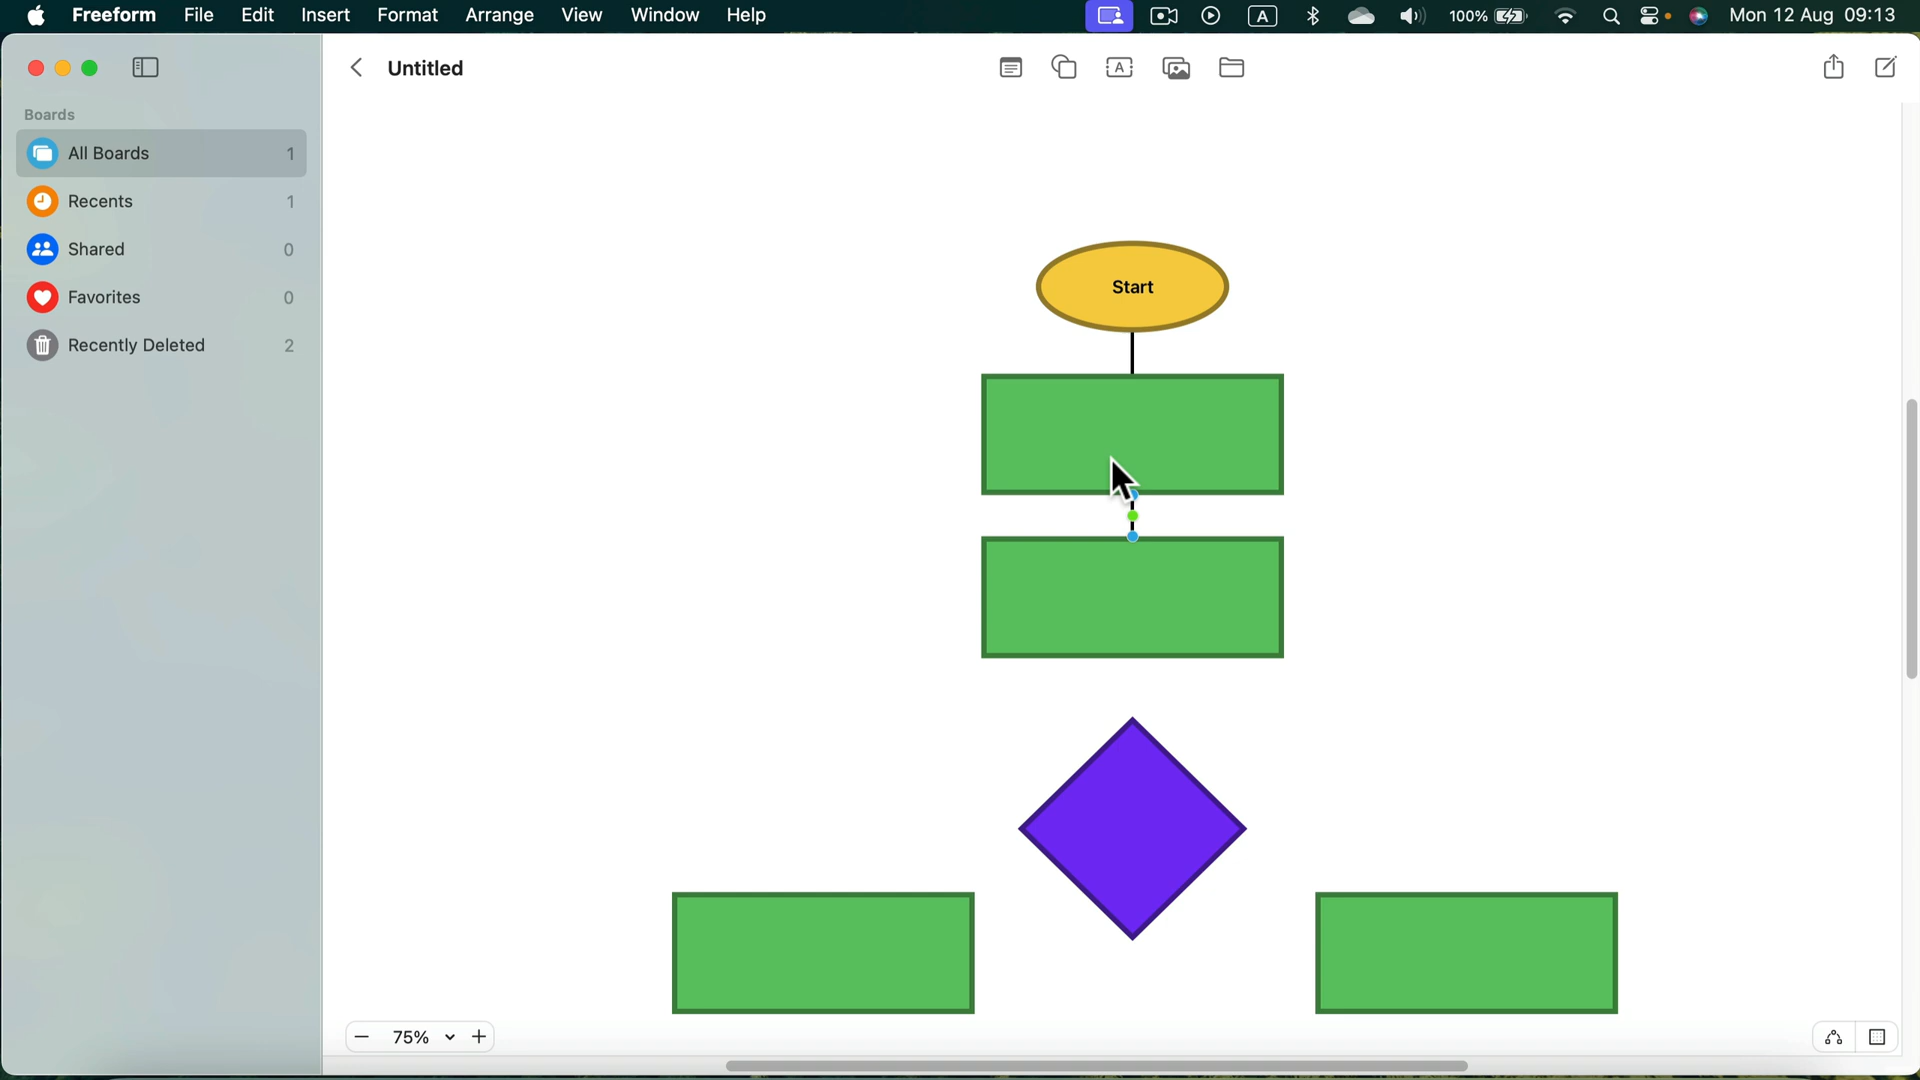 Freeform File Edit Insert Format Arrange View Window Help A 100% Mon 12 Aug 09:13
Untitled
A
Boards
All Boards 1
Recents 1
Shared 0
Favorites 0
Recently Deleted 2
Start
75%